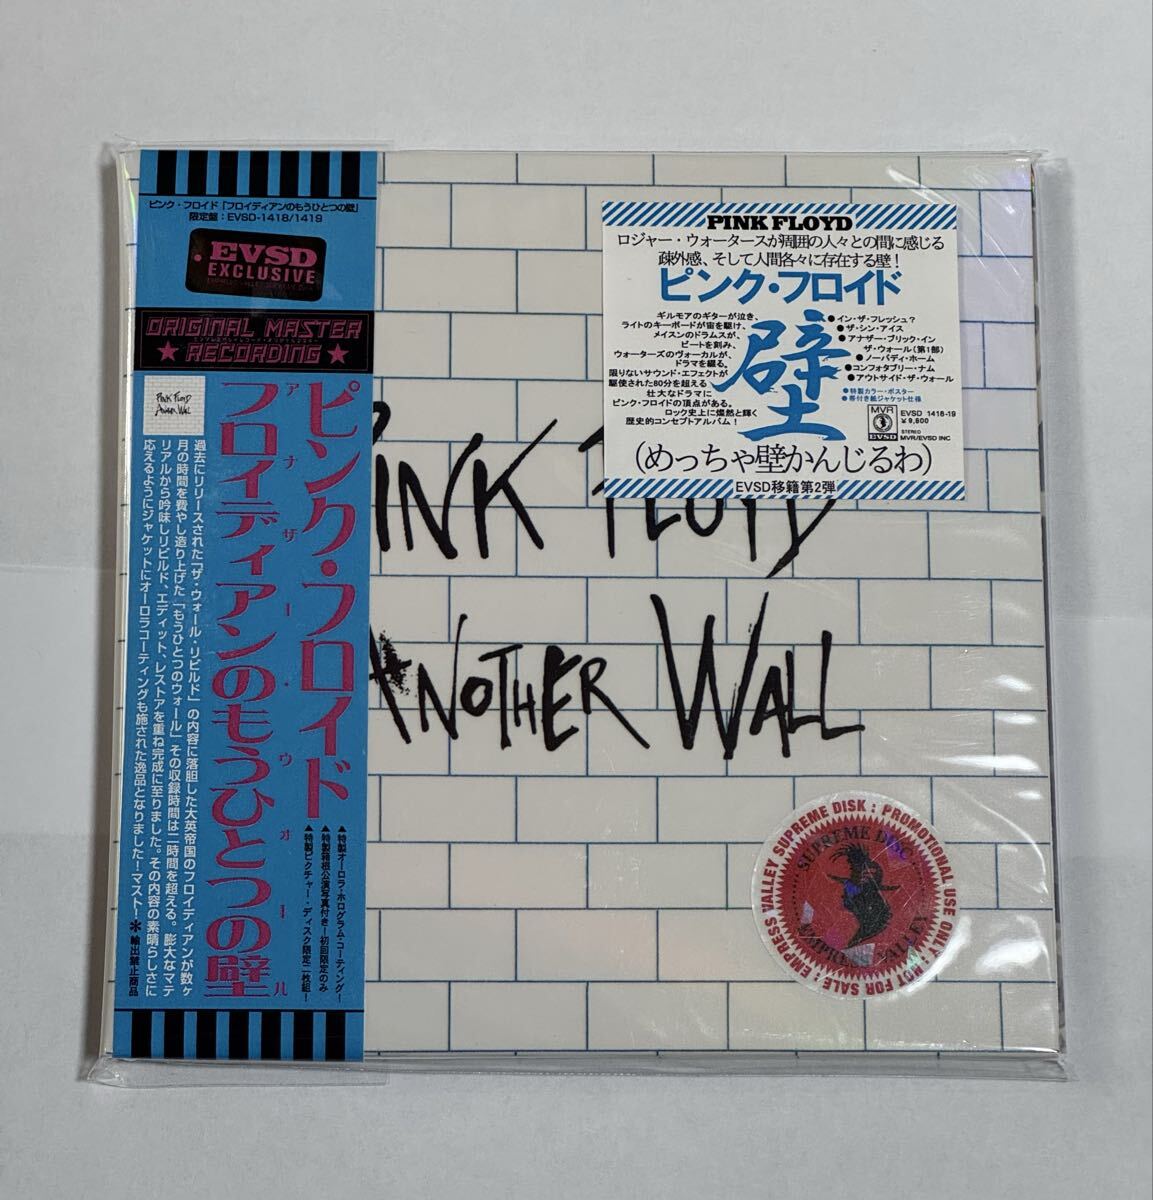 ピンク・フロイド「フロイディアンのもうひとつの壁」
限定盤：EVSD-1418/1419
EVSD
EXCLUSIVE
ORIGINAL MASTER
★ RECORDING ★
PINK FLOYD
ANOTHER WALL
ピンク・フロイド
アナザー・ウォール
フロイディアンのもうひとつの壁
▲特製オーロラ・ホログラム・コーティング！
▲特製箱根公演写真付き！初回限定のみ
▲特製ピクチャー・ディスク限定二枚組！
過去にリリースされた「ザ・ウォール・リビルド」の内容に落胆した大英帝国のフロイディアンが数ヶ
月の時間を費やし造り上げた「もうひとつのウォール」その収録時間は二時間を超える。膨大なマテ
リアルから吟味しリビルド、エディット、レストアを重ね完成に至りました。その内容の素晴らしさに
応えるようにジャケットにオーロラコーティングも施された逸品となりました！マスト！＊輸出禁止商品
PINK FLOYD
ロジャー・ウォータースが周囲の人々との間に感じる
疎外感、そして人間各々に存在する壁！
ピンク・フロイド
ギルモアのギターが泣き、
ライトのキーボードが宙を駆け、
メイスンのドラムスが、
ビートを刻み、
ウォーターズのヴォーカルが、
ドラマを綴る。
限りないサウンド・エフェクトが
駆使された80分を超える
壮大なドラマに
ピンク・フロイドの頂点がある。
ロック史上に燦然と輝く
歴史的コンセプトアルバム！
壁
●イン・ザ・フレッシュ？
●ザ・シン・アイス
●アナザー・ブリック・イン
ザ・ウォール（第1部）
●ノーバディ・ホーム
●コンフォタブリー・ナム
●アウトサイド・ザ・ウォール
●特製カラー・ポスター
●帯付き紙ジャケット仕様
MVR
EVSD
EVSD 1418-19
¥9,800
STEREO
MVR/EVSD INC
（めっちゃ壁かんじるわ）
EVSD移籍第2弾
PINK FLOYD
ANOTHER WALL
EMPRESS VALLEY SUPREME DISK : PROMOTIONAL USE ONLY : NOT FOR SALE :
SUPREME DISC
EMPRESS VALLEY